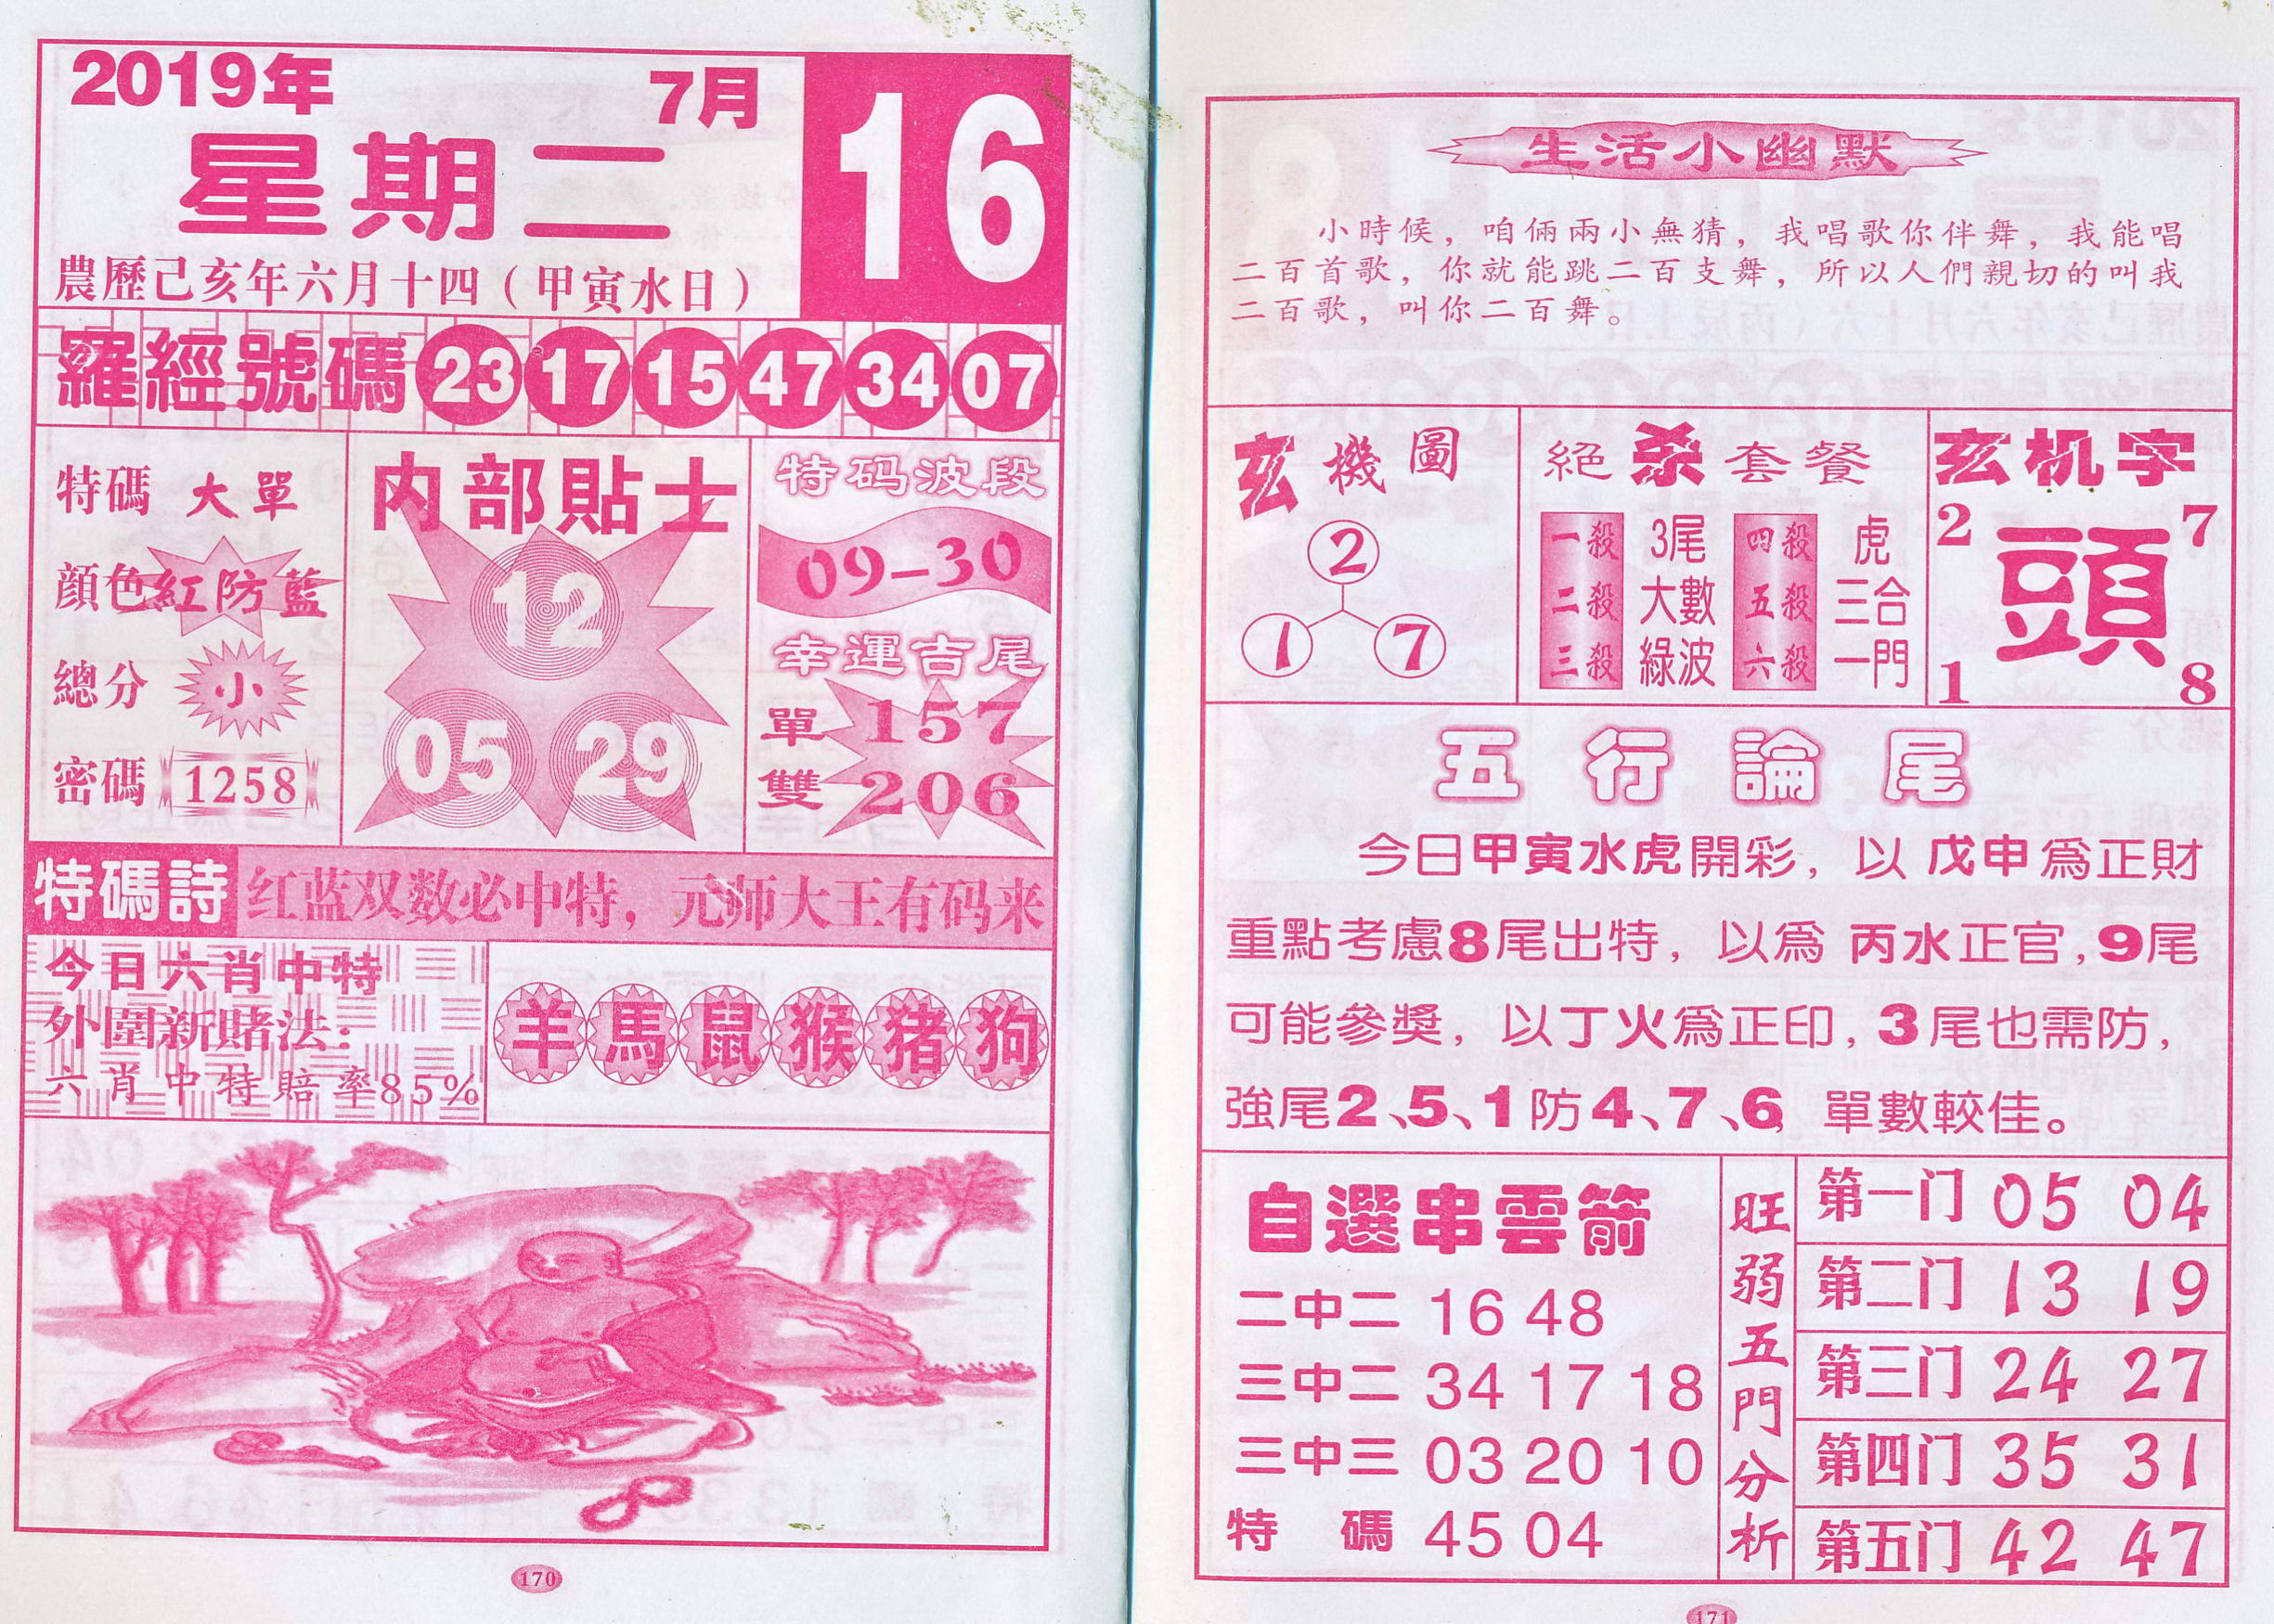 2019年 7月 16
星期二
農歷己亥年六月十四（甲寅水日）
羅經號碼 23 17 15 47 34 07
特碼 大單
顔色 紅防藍
總分 小
密碼 1258
内部貼士
12
05 29
特码波段
09-30
幸運吉尾
單 157
雙 206
特碼詩 红蓝双数必中特，元师大王有码来
今日六肖中特
外圍新賭法：
六肖中特賠率85%
羊 馬 鼠 猴 猪 狗
170
生活小幽默
小時候，咱倆兩小無猜，我唱歌你伴舞，我能唱
二百首歌，你就能跳二百支舞，所以人們親切的叫我
二百歌，叫你二百舞。
玄機圖
2
1 7
絕杀套餐
一殺 3尾 四殺 虎
二殺 大數 五殺 三合
三殺 綠波 六殺 一門
玄机字
2 7
頭
1 8
五行論尾
今日甲寅水虎開彩，以戊申爲正財
重點考慮8尾出特，以爲丙水正官，9尾
可能參獎，以丁火爲正印，3尾也需防，
強尾2、5、1防4、7、6 單數較佳。
自選串雲箭
二中二 16 48
三中二 34 17 18
三中三 03 20 10
特碼 45 04
旺弱五門分析
第一门 05 04
第二门 13 19
第三门 24 27
第四门 35 31
第五门 42 47
171